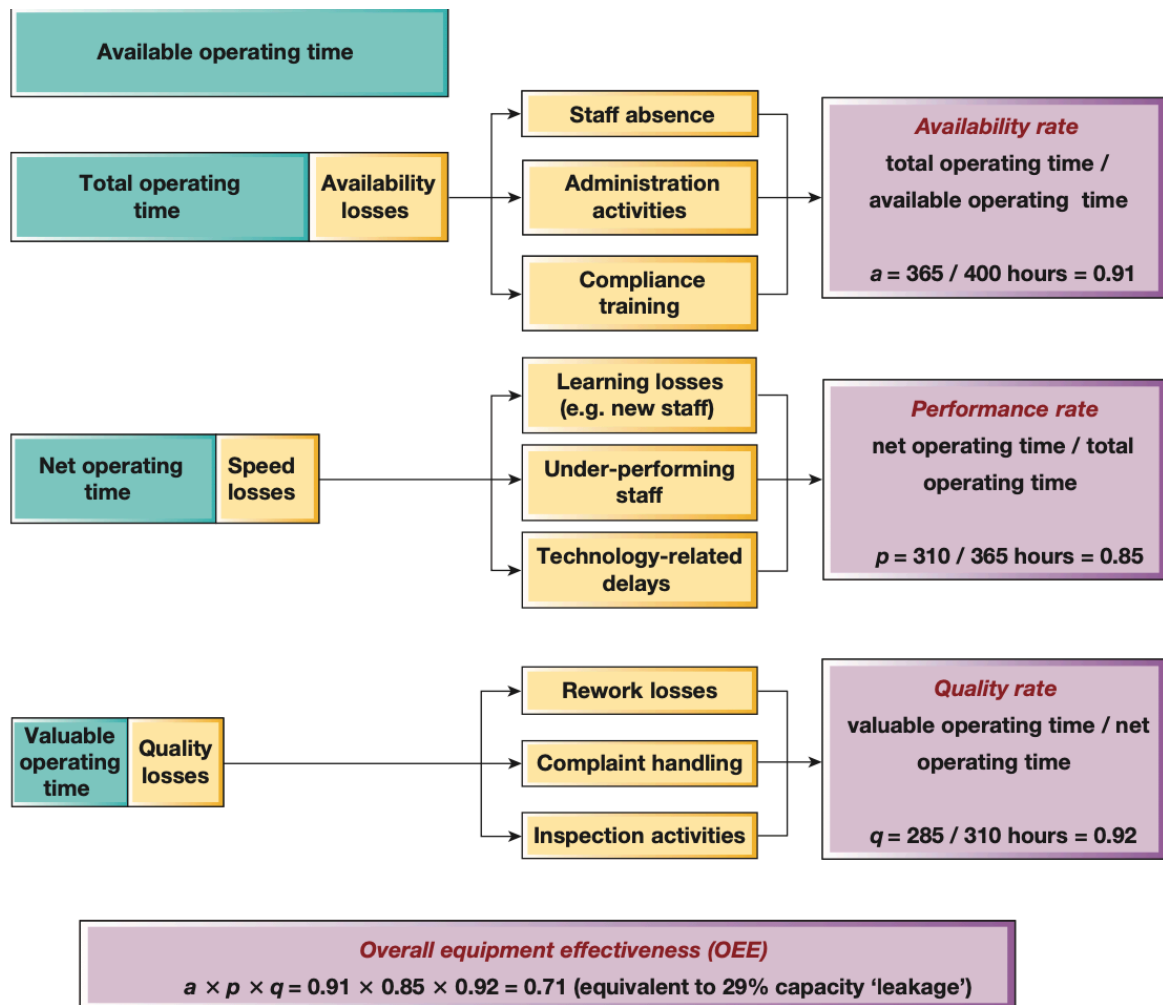 Available operating time
Total operating
time
Availability
losses
Staff absence
Administration
activities
Compliance
training
Availability rate
total operating time /
available operating time
a = 365 / 400 hours = 0.91
Net operating
time
Speed
losses
Learning losses
(e.g. new staff)
Under-performing
staff
Technology-related
delays
Performance rate
net operating time / total
operating time
p = 310 / 365 hours = 0.85
Valuable
operating
time
Quality
losses
Rework losses
Complaint handling
Inspection activities
Quality rate
valuable operating time / net
operating time
q = 285 / 310 hours = 0.92
Overall equipment effectiveness (OEE)
a × p × q = 0.91 × 0.85 × 0.92 = 0.71 (equivalent to 29% capacity ‘leakage’)